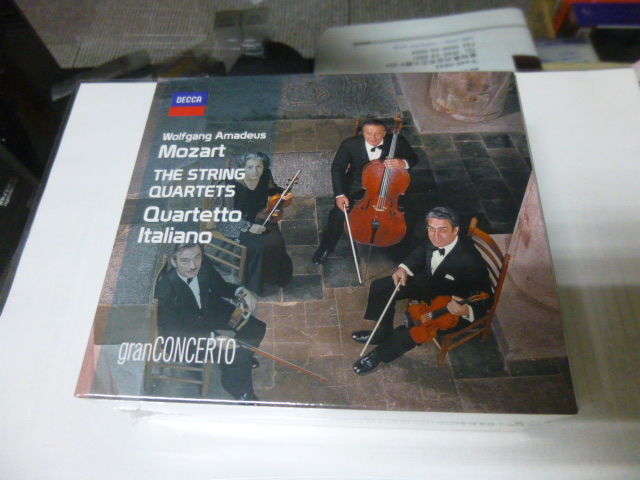 DECCA
Wolfgang Amadeus
Mozart
THE STRING
QUARTETS
Quartetto
Italiano
granCONCERTO